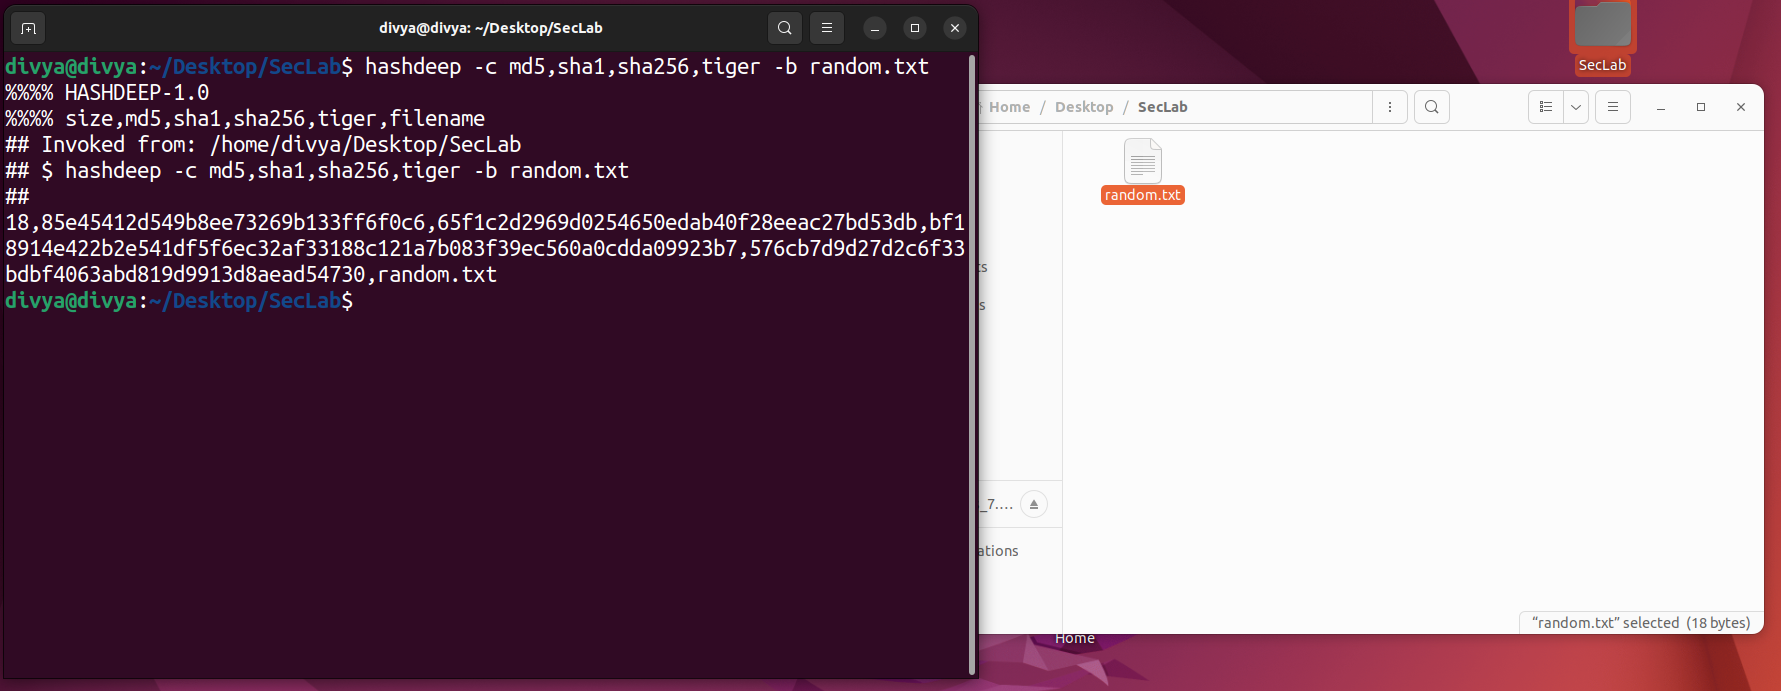 divya@divya: ~/Desktop/SecLab
divya@divya:~/Desktop/SecLab$ hashdeep -c md5,sha1,sha256,tiger -b random.txt
%%%% HASHDEEP-1.0
%%%% size,md5,sha1,sha256,tiger,filename
## Invoked from: /home/divya/Desktop/SecLab
## $ hashdeep -c md5,sha1,sha256,tiger -b random.txt
##
18,85e45412d549b8ee73269b133ff6f0c6,65f1c2d2969d0254650edab40f28eeac27bd53db,bf1
8914e422b2e541df5f6ec32af33188c121a7b083f39ec560a0cdda09923b7,576cb7d9d27d2c6f33
bdbf4063abd819d9913d8aead54730,random.txt
divya@divya:~/Desktop/SecLab$
SecLab
Home / Desktop / SecLab
random.txt
ts
s
_7....
ations
"random.txt" selected (18 bytes)
Home